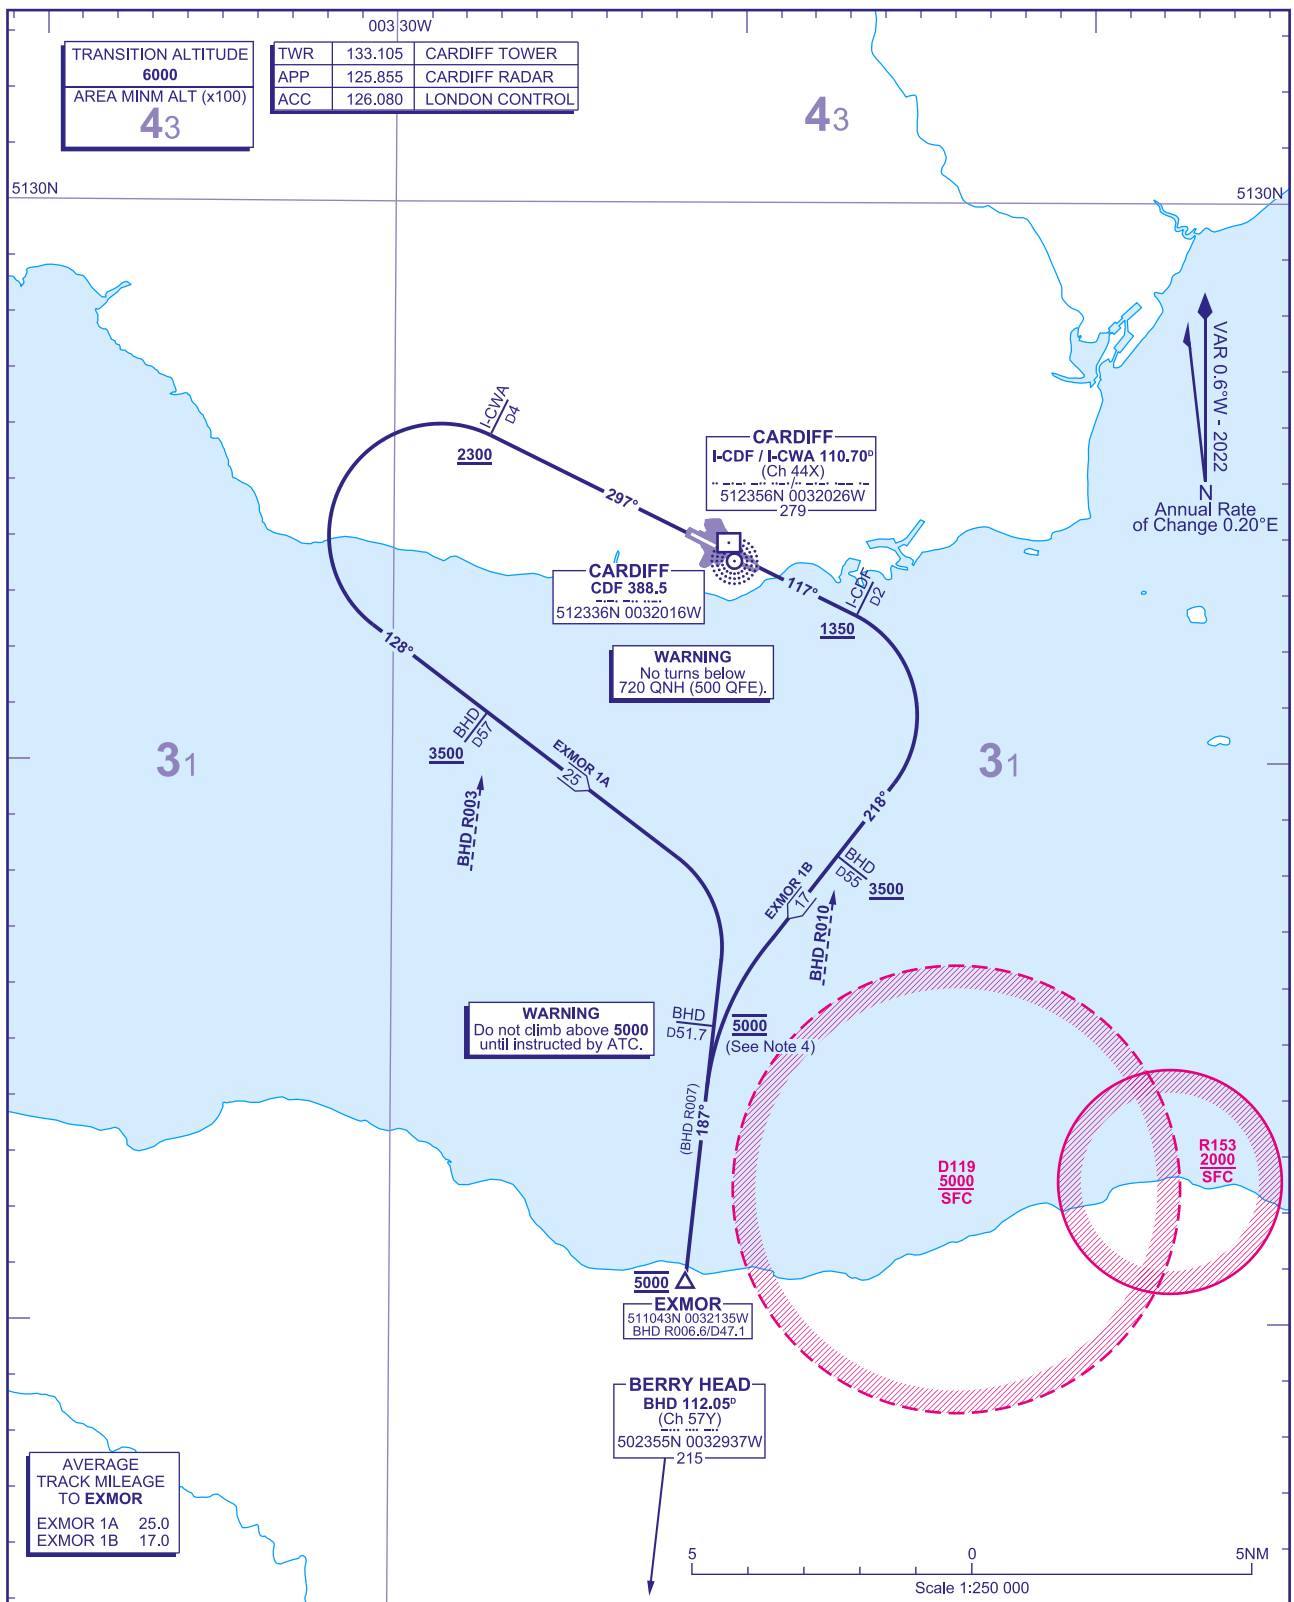 003 30W
TRANSITION ALTITUDE
6000
AREA MINM ALT (x100)
43
TWR 133.105 CARDIFF TOWER
APP 125.855 CARDIFF RADAR
ACC 126.080 LONDON CONTROL
43
5130N
5130N
VAR 0.6°W - 2022
N
Annual Rate
of Change 0.20°E
I-CWA
D4
2300
297°
CARDIFF
I-CDF / I-CWA 110.70ᴰ
(Ch 44X)
512356N 0032026W
279
CARDIFF
CDF 388.5
512336N 0032016W
117°
I-CDF
D2
1350
128°
WARNING
No turns below
720 QNH (500 QFE).
BHD
D57
3500
31
31
EXMOR 1A
25
BHD R003
218°
BHD
D55
3500
EXMOR 1B
17
BHD R010
WARNING
Do not climb above 5000
until instructed by ATC.
BHD
D51.7
5000
(See Note 4)
(BHD R007)
187°
D119
5000
SFC
R153
2000
SFC
5000
EXMOR
511043N 0032135W
BHD R006.6/D47.1
BERRY HEAD
BHD 112.05ᴰ
(Ch 57Y)
502355N 0032937W
215
AVERAGE
TRACK MILEAGE
TO EXMOR
EXMOR 1A 25.0
EXMOR 1B 17.0
5 0 5NM
Scale 1:250 000